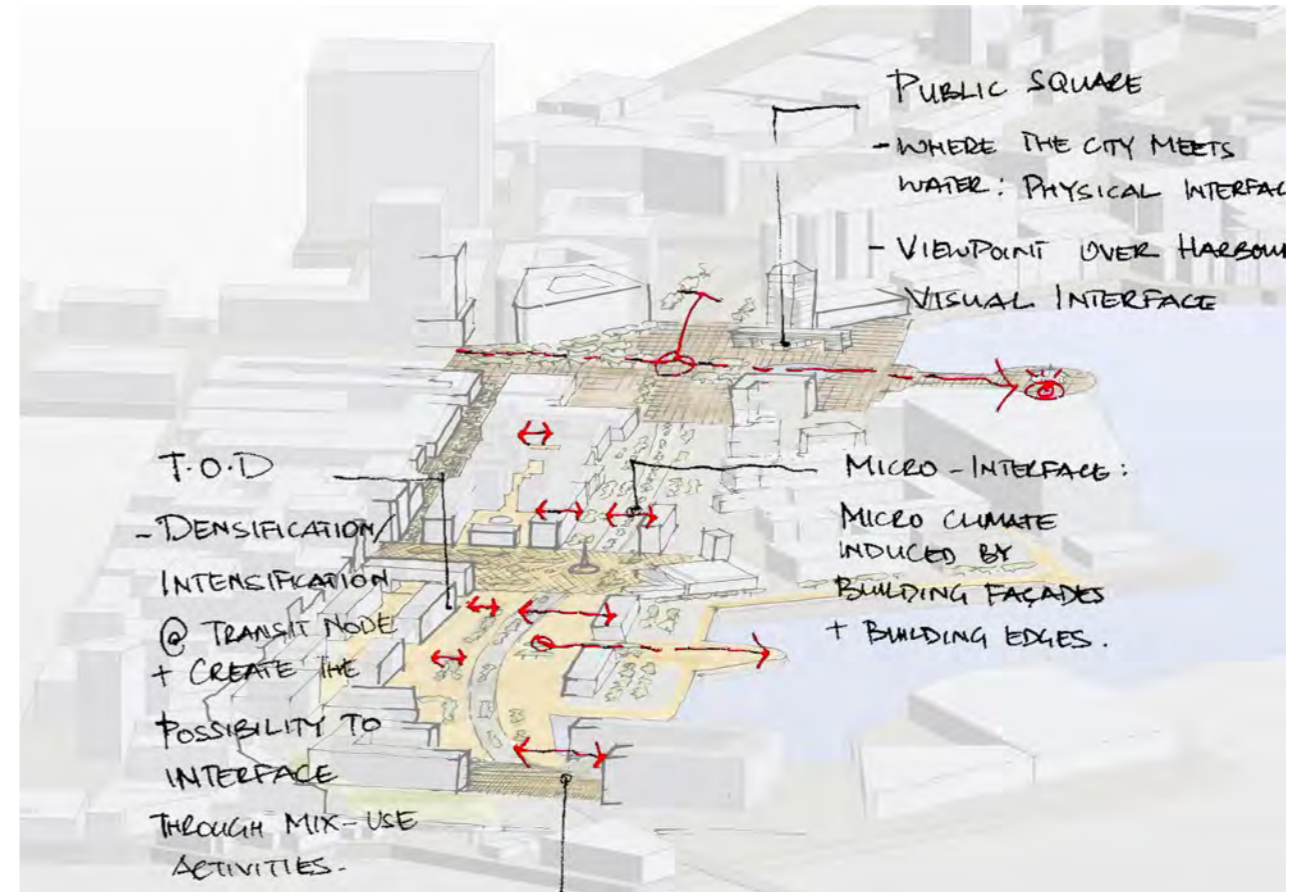 PUBLIC SQUARE
- WHERE THE CITY MEETS
WATER: PHYSICAL INTERFAC
- VIEWPOINT OVER HARBOUR
VISUAL INTERFACE
T.O.D
- DENSIFICATION/
INTENSIFICATION
@ TRANSIT NODE
+ CREATE THE
POSSIBILITY TO
INTERFACE
THROUGH MIX-USE
ACTIVITIES.
MICRO-INTERFACE:
MICRO CLIMATE
INDUCED BY
BUILDING FAÇADES
+ BUILDING EDGES.